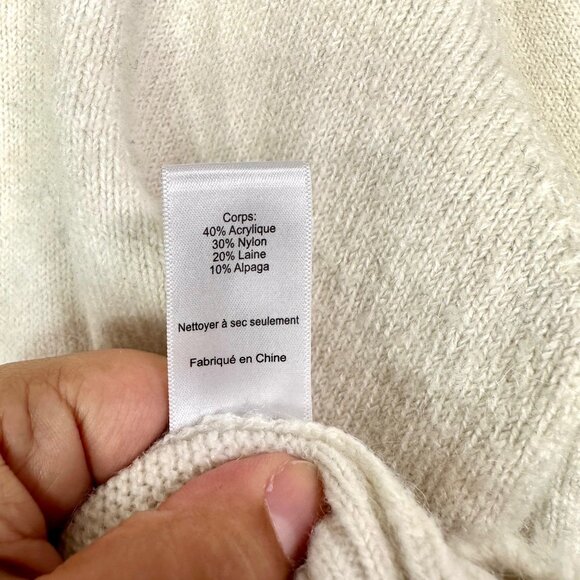 Corps:
40% Acrylique
30% Nylon
20% Laine
10% Alpaga
Nettoyer à sec seulement
Fabriqué en Chine